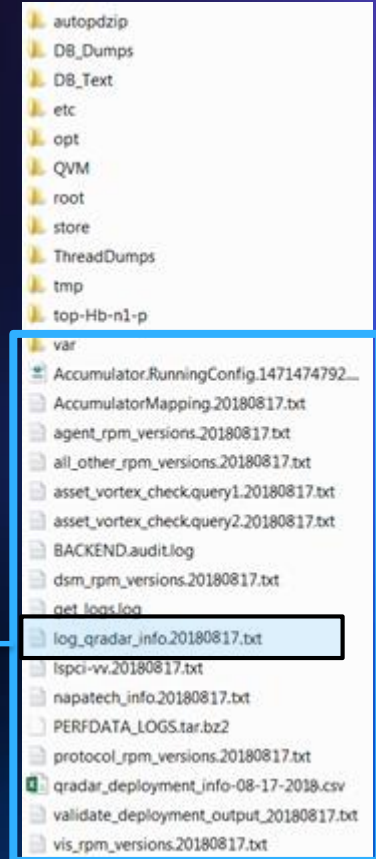 autopdzip
DB_Dumps
DB_Text
etc
opt
QVM
root
store
ThreadDumps
tmp
top-Hb-n1-p
var
Accumulator.RunningConfig.1471474792...
AccumulatorMapping.20180817.txt
agent_rpm_versions.20180817.txt
all_other_rpm_versions.20180817.txt
asset_vortex_check.query1.20180817.txt
asset_vortex_check.query2.20180817.txt
BACKEND.audit.log
dsm_rpm_versions.20180817.txt
get_logs.log
log_qradar_info.20180817.txt
lspci-vv.20180817.txt
napatech_info.20180817.txt
PERFDATA_LOGS.tar.bz2
protocol_rpm_versions.20180817.txt
qradar_deployment_info-08-17-2018.csv
validate_deployment_output_20180817.txt
vis_rpm_versions.20180817.txt